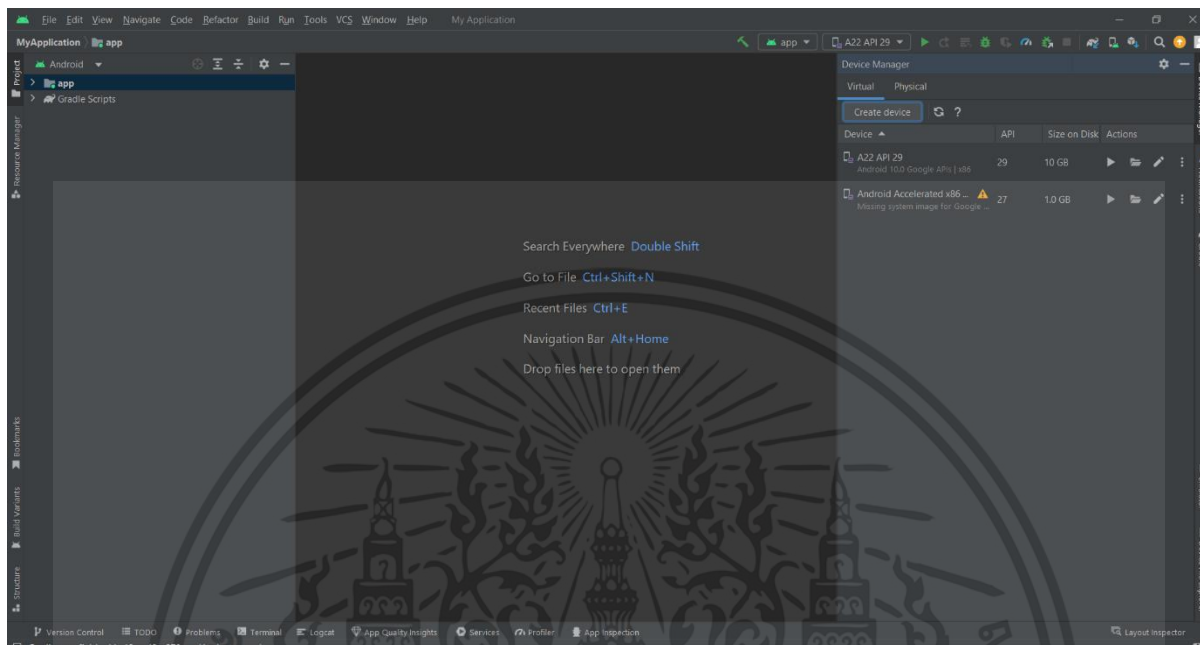 File Edit View Navigate Code Refactor Build Run Tools VCS Window Help My Application
MyApplication app
app
A22 API 29
Project
Android
app
Gradle Scripts
Resource Manager
Bookmarks
Build Variants
Structure
Search Everywhere Double Shift
Go to File Ctrl+Shift+N
Recent Files Ctrl+E
Navigation Bar Alt+Home
Drop files here to open them
Device Manager
Virtual Physical
Create device ?
Device API Size on Disk Actions
A22 API 29 29 10 GB
Android 10.0 Google APIs | x86
Android Accelerated x86 ... 27 1.0 GB
Missing system image for Google ...
Version Control TODO Problems Terminal Logcat App Quality Insights Services Profiler App Inspection Layout Inspector